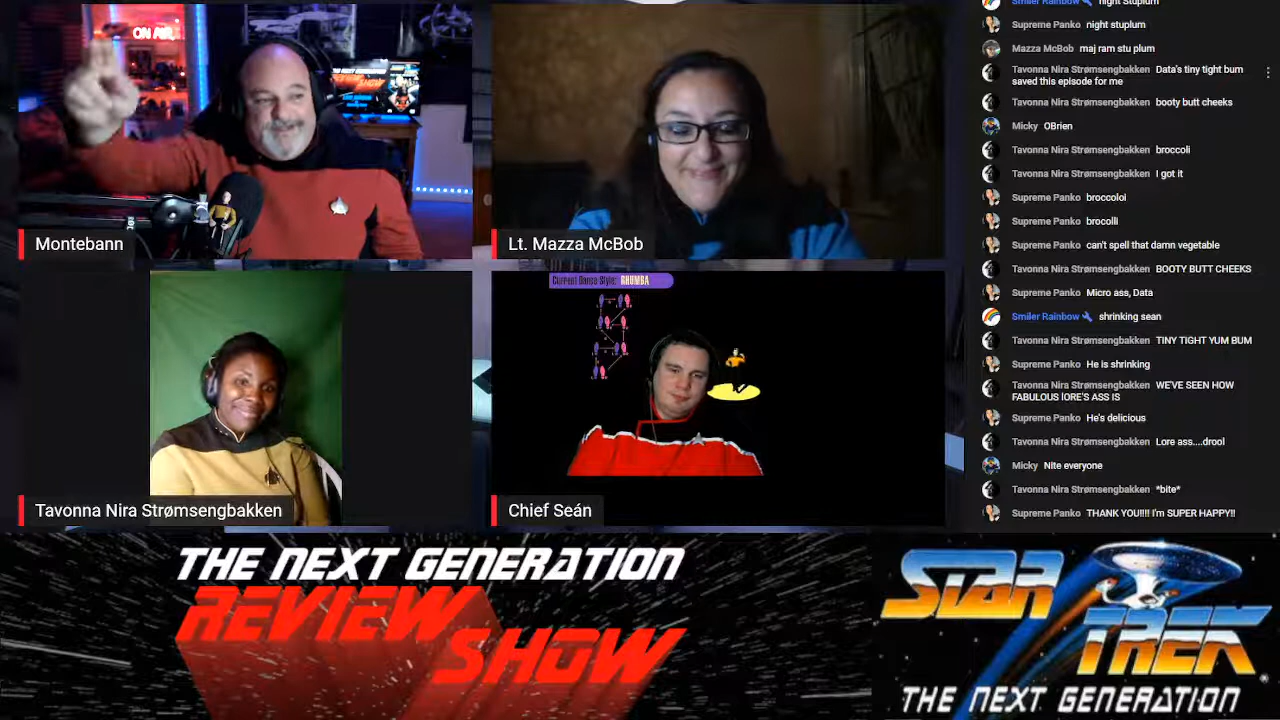 ON AIR
THE NEXT GENERATION
REVIEW SHOW
Montebann
Lt. Mazza McBob
Current Dance Style: RHUMBA
Tavonna Nira Strømsengbakken
Chief Seán
Smiler Rainbow night Stuplum
Supreme Panko night stuplum
Mazza McBob maj ram stu plum
Tavonna Nira Strømsengbakken Data's tiny tight bum
saved this episode for me
Tavonna Nira Strømsengbakken booty butt cheeks
Micky OBrien
Tavonna Nira Strømsengbakken broccoli
Tavonna Nira Strømsengbakken I got it
Supreme Panko broccoloi
Supreme Panko brocolli
Supreme Panko can't spell that damn vegetable
Tavonna Nira Strømsengbakken BOOTY BUTT CHEEKS
Supreme Panko Micro ass, Data
Smiler Rainbow shrinking sean
Tavonna Nira Strømsengbakken TINY TIGHT YUM BUM
Supreme Panko He is shrinking
Tavonna Nira Strømsengbakken WE'VE SEEN HOW
FABULOUS lORE'S ASS IS
Supreme Panko He's delicious
Tavonna Nira Strømsengbakken Lore ass....drool
Micky Nite everyone
Tavonna Nira Strømsengbakken *bite*
Supreme Panko THANK YOU!!!! I'm SUPER HAPPY!!
THE NEXT GENERATION
REVIEW
SHOW
STAR
TREK
THE NEXT GENERATION